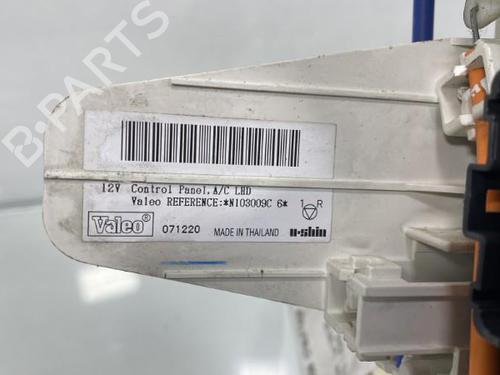 B-PARTS
12V Control Panel, A/C LHD
Valeo REFERENCE:*N103009C 6*
1 R
Valeo® 071220 MADE IN THAILAND u-shin